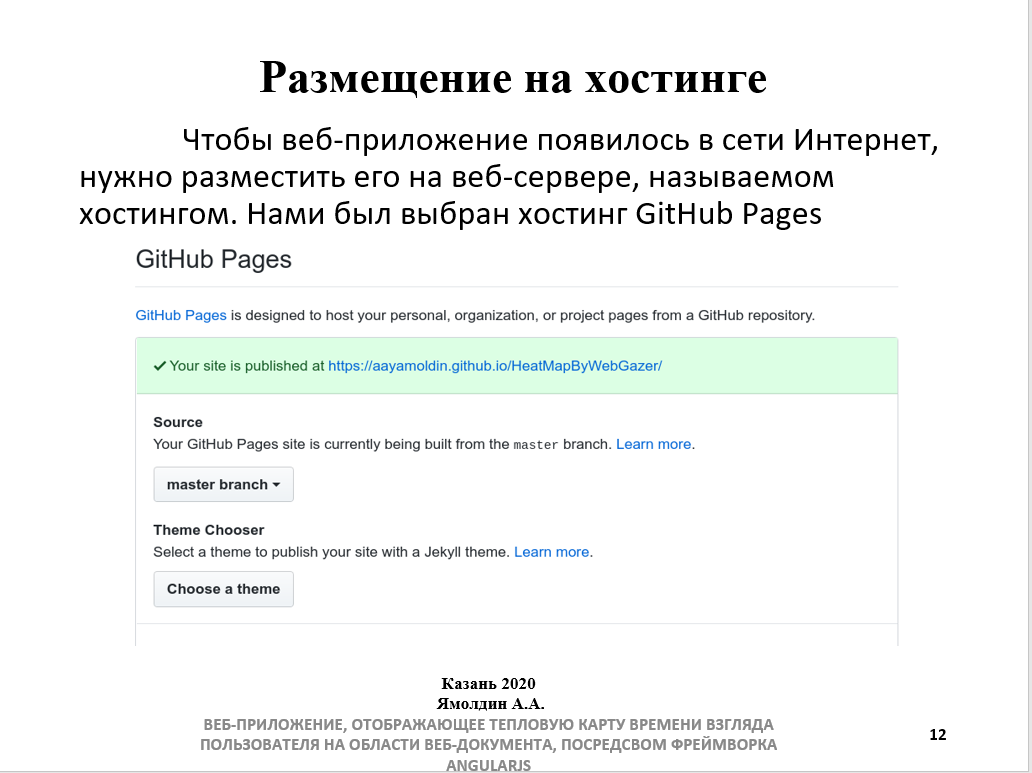 Размещение на хостинге
Чтобы веб-приложение появилось в сети Интернет,
нужно разместить его на веб-сервере, называемом
хостингом. Нами был выбран хостинг GitHub Pages
GitHub Pages
GitHub Pages is designed to host your personal, organization, or project pages from a GitHub repository.
Your site is published at https://aayamoldin.github.io/HeatMapByWebGazer/
Source
Your GitHub Pages site is currently being built from the master branch. Learn more.
master branch
Theme Chooser
Select a theme to publish your site with a Jekyll theme. Learn more.
Choose a theme
Казань 2020
Ямолдин А.А.
ВЕБ-ПРИЛОЖЕНИЕ, ОТОБРАЖАЮЩЕЕ ТЕПЛОВУЮ КАРТУ ВРЕМЕНИ ВЗГЛЯДА
ПОЛЬЗОВАТЕЛЯ НА ОБЛАСТИ ВЕБ-ДОКУМЕНТА, ПОСРЕДСВОМ ФРЕЙМВОРКА
ANGULARJS
12